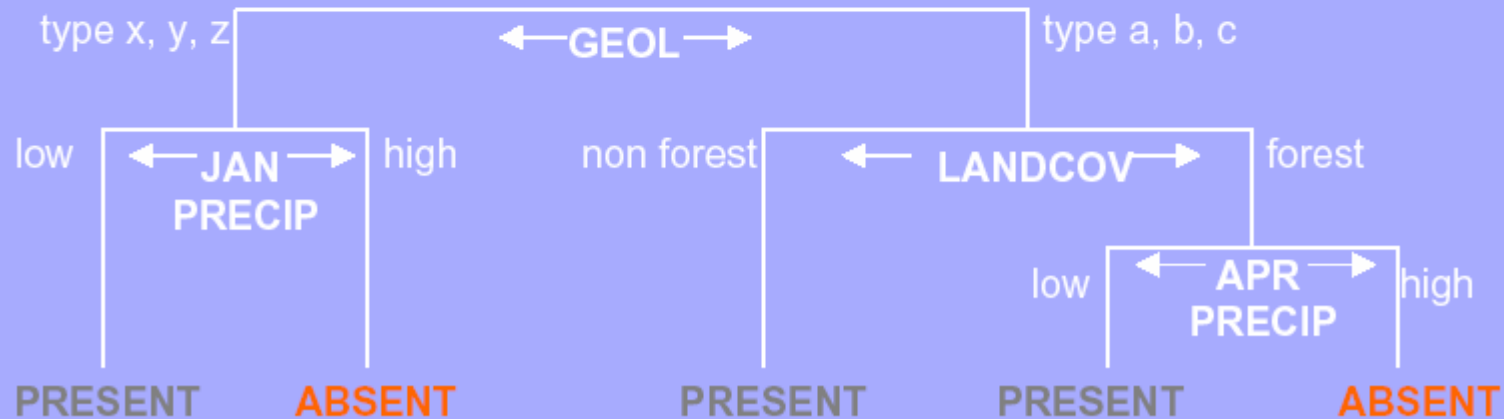 type x, y, z
GEOL
type a, b, c
low
JAN
PRECIP
high
non forest
LANDCOV
forest
low
APR
PRECIP
high
PRESENT
ABSENT
PRESENT
PRESENT
ABSENT